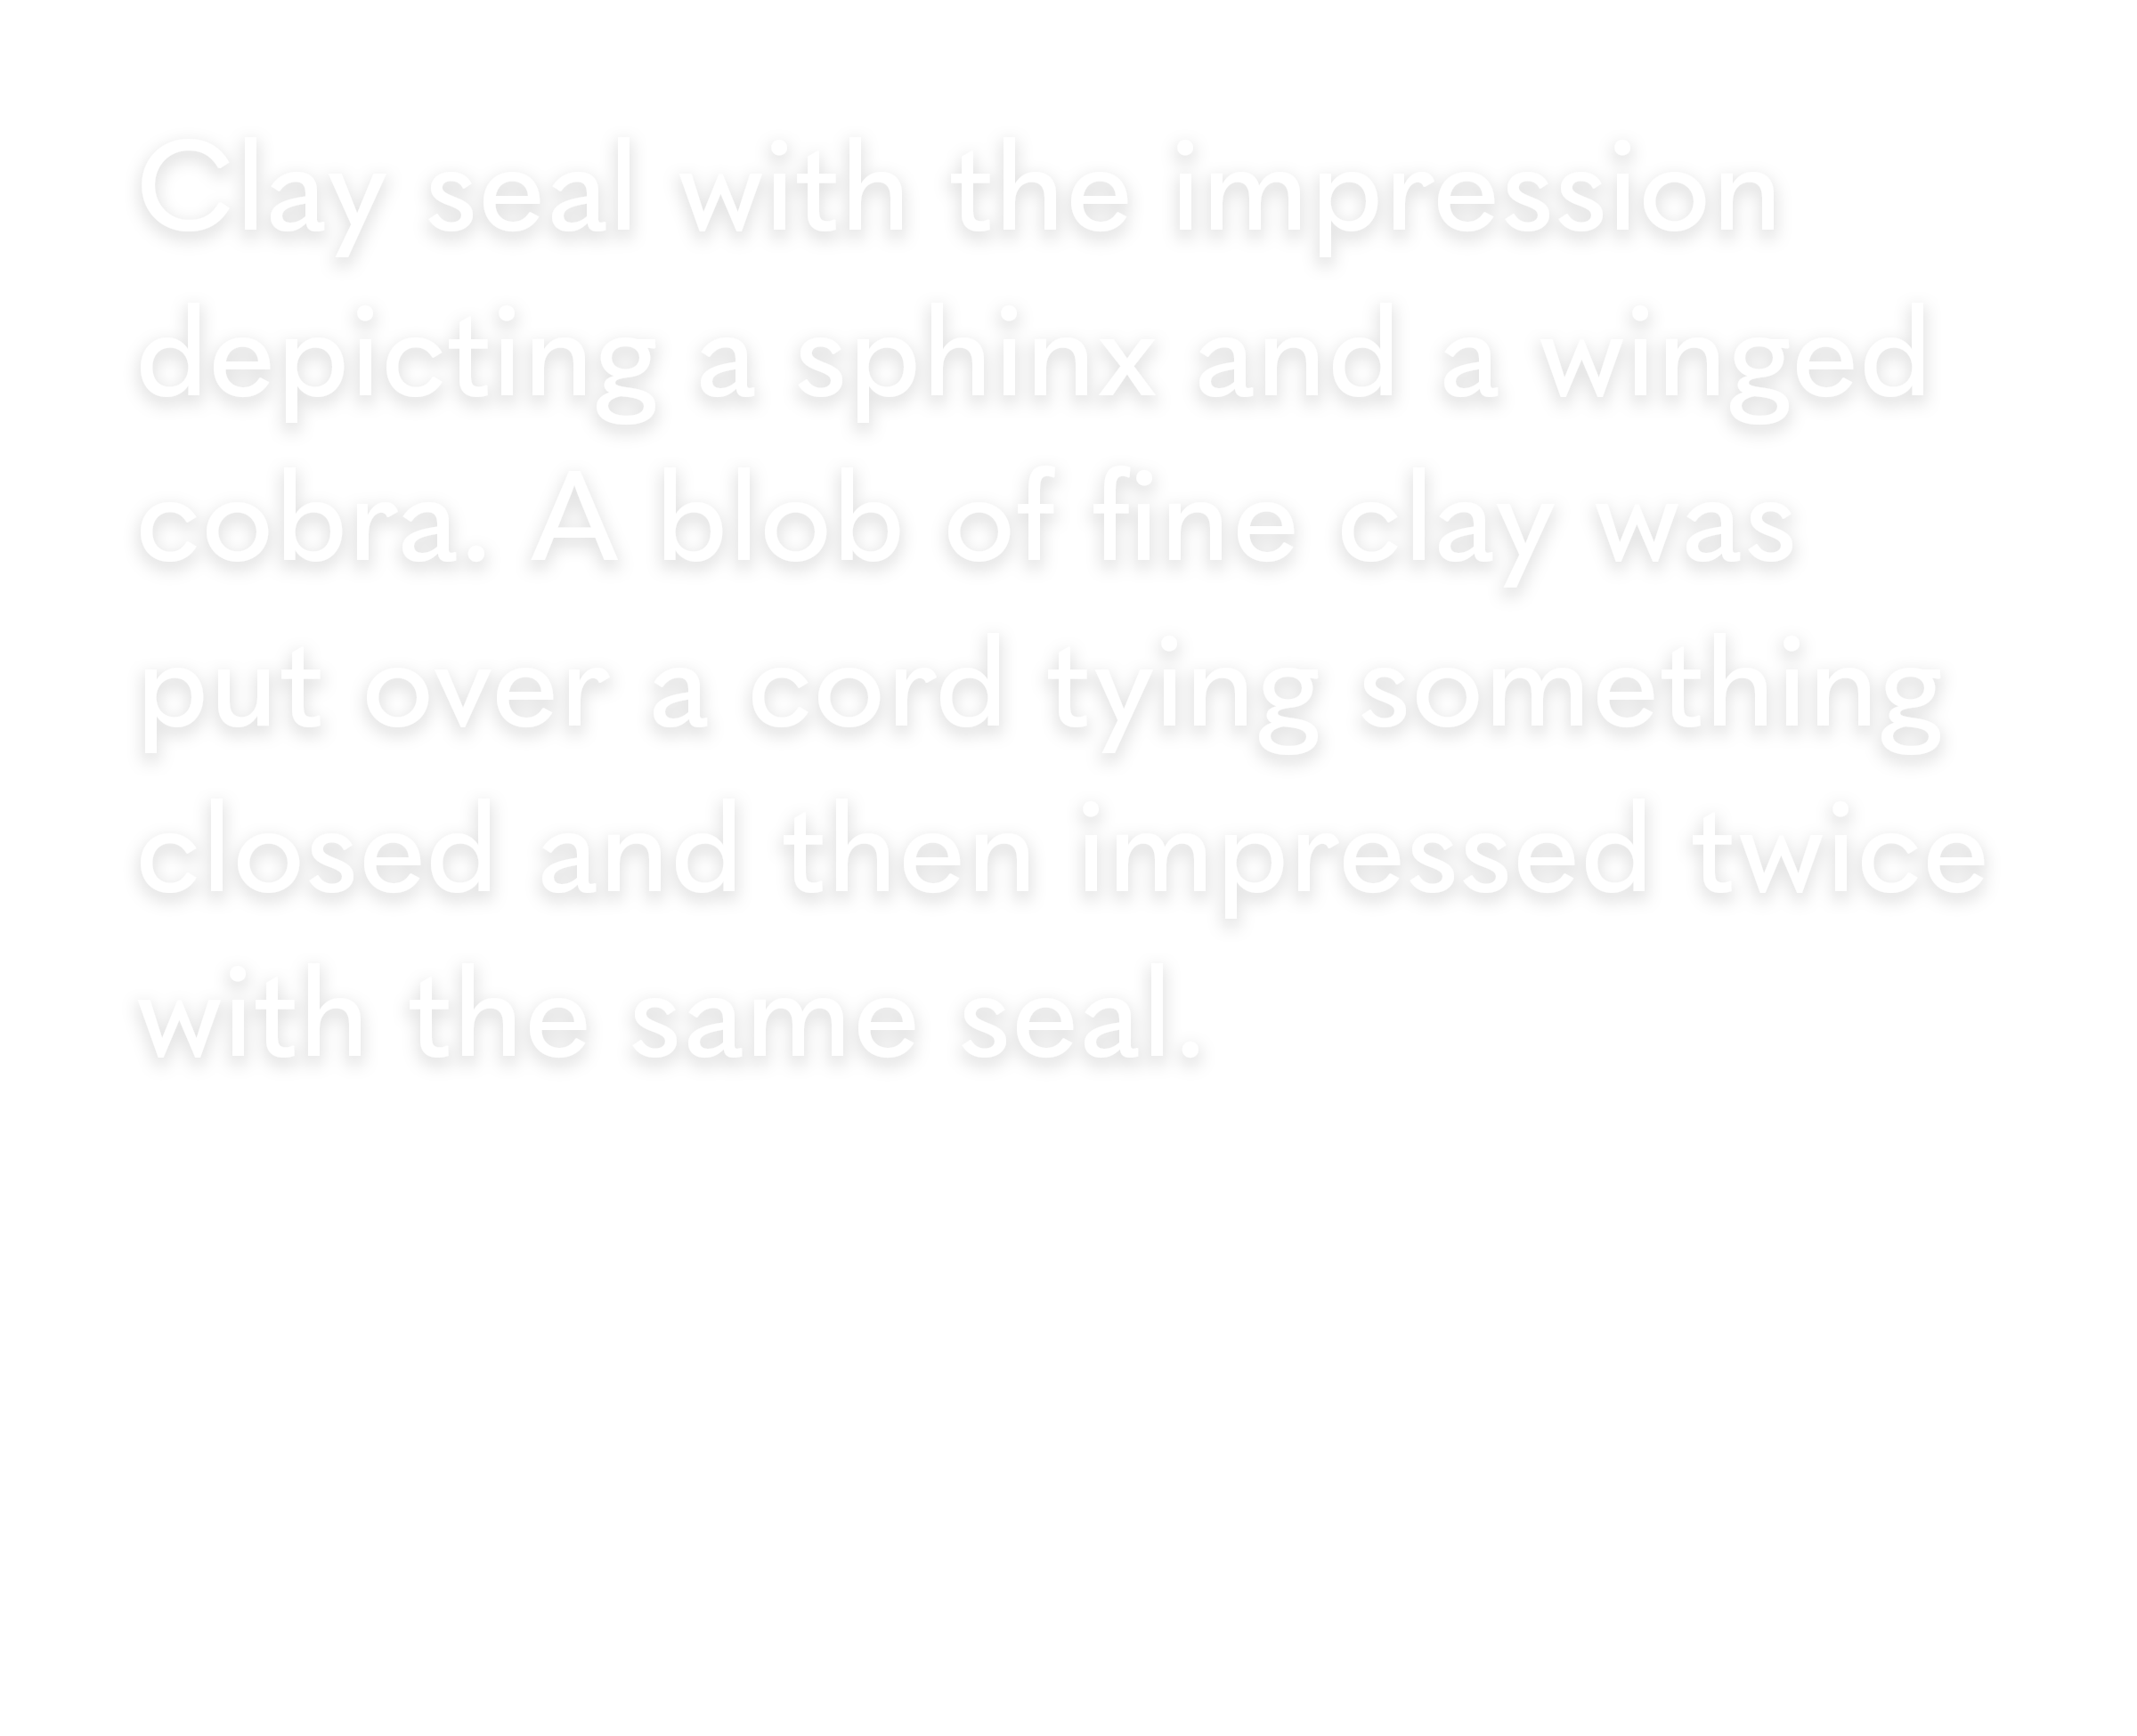 Clay seal with the impression
depicting a sphinx and a winged
cobra. A blob of fine clay was
put over a cord tying something
closed and then impressed twice
with the same seal.